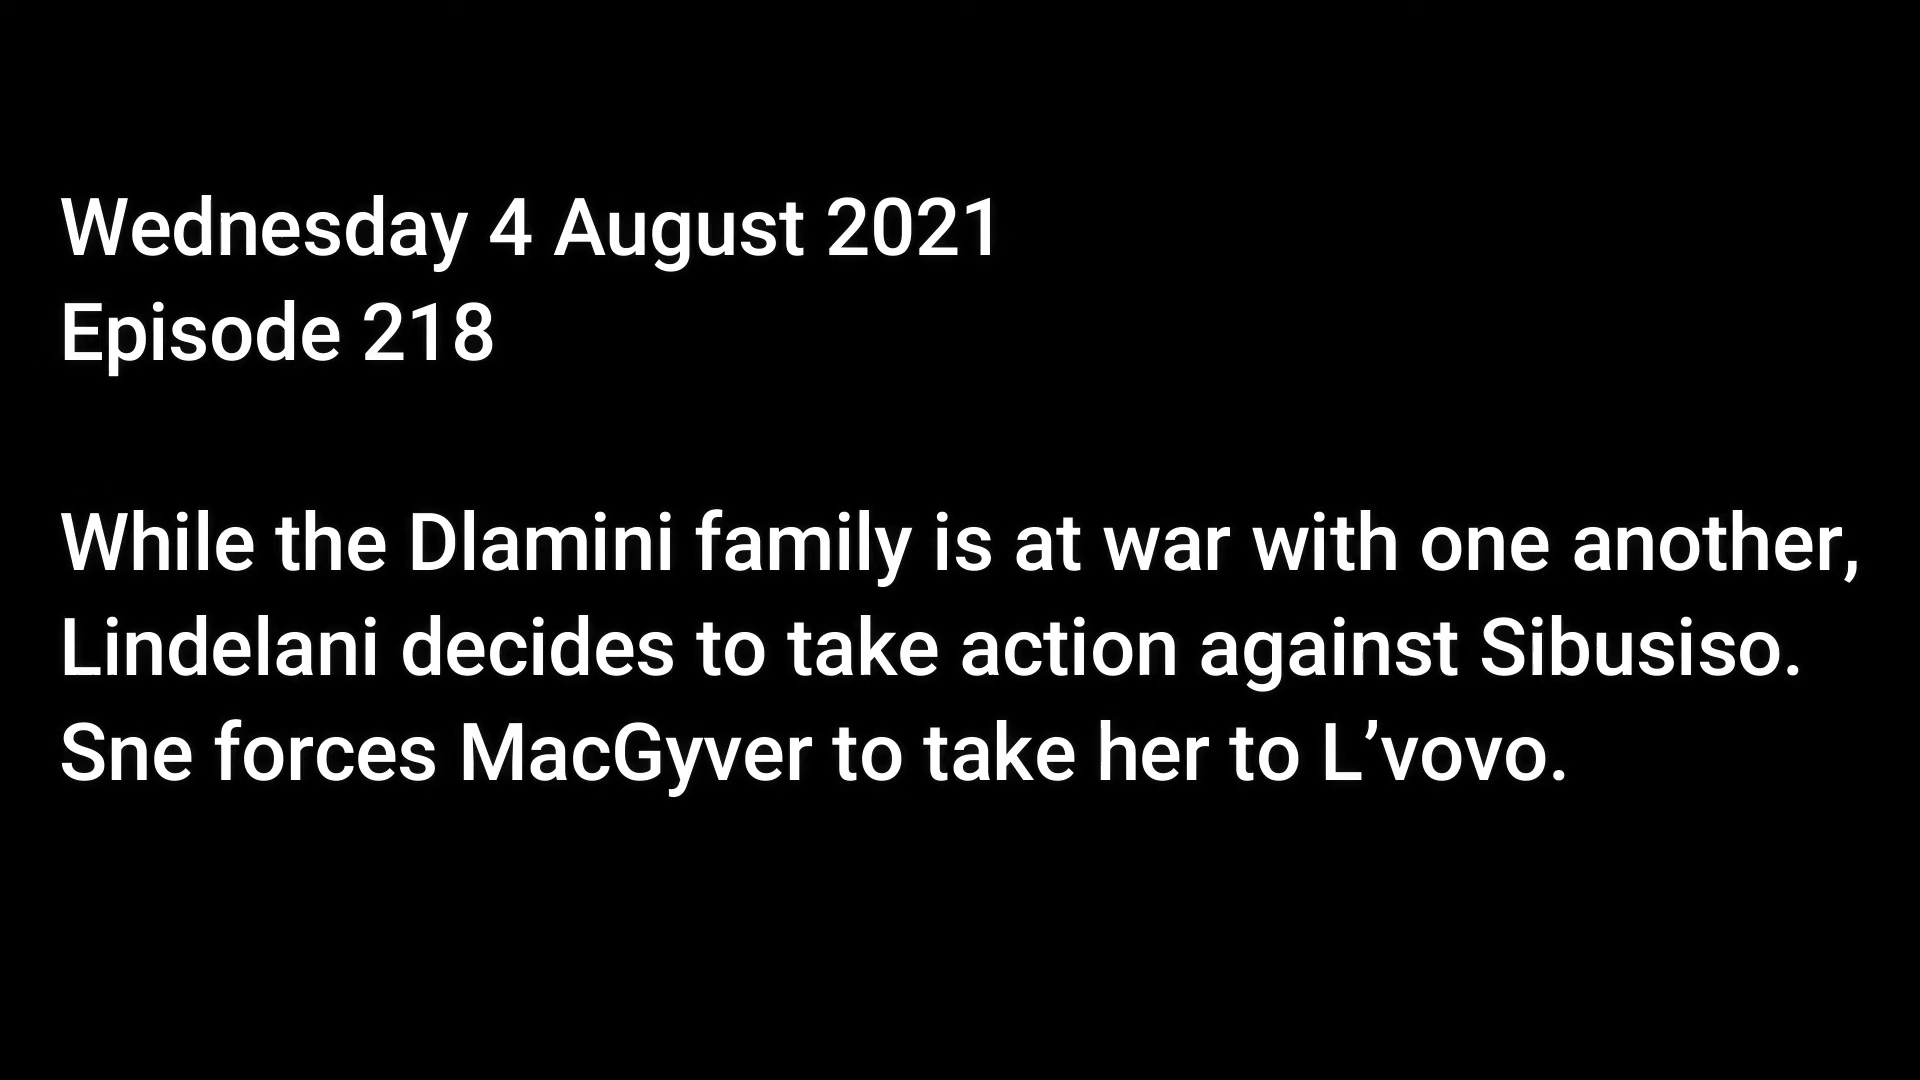 Wednesday 4 August 2021
Episode 218
While the Dlamini family is at war with one another,
Lindelani decides to take action against Sibusiso.
Sne forces MacGyver to take her to L’vovo.